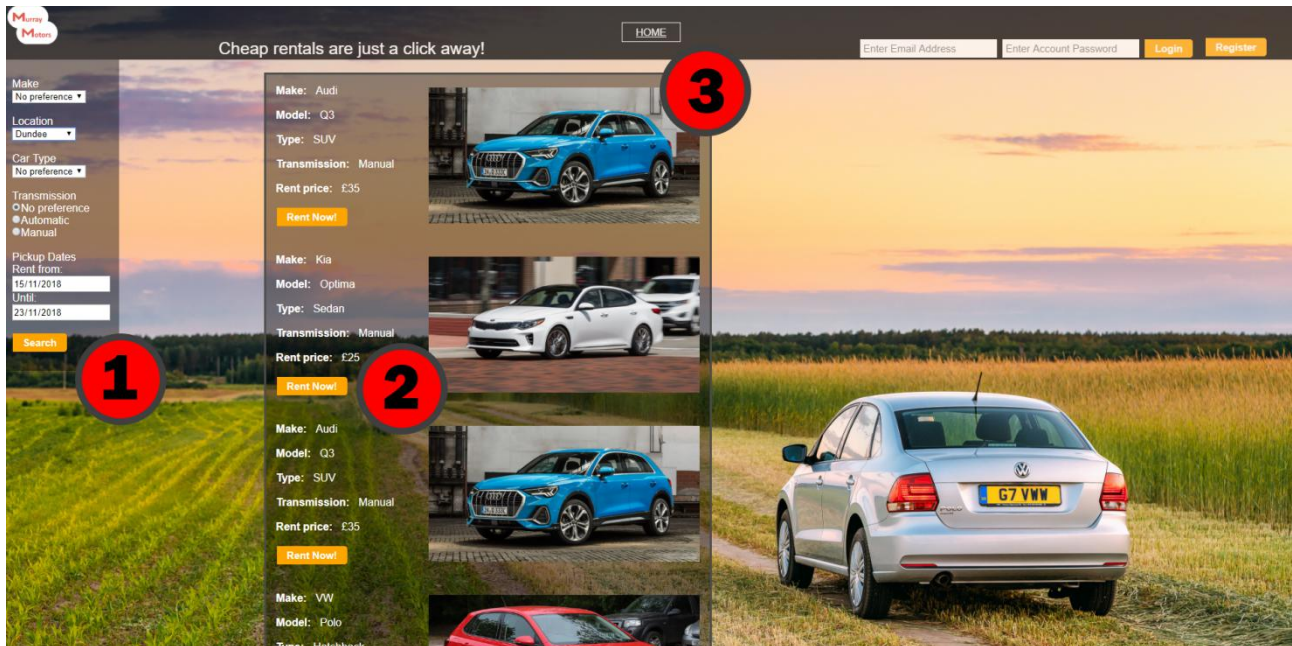 Murray
Motors
Cheap rentals are just a click away!
HOME
Enter Email Address
Enter Account Password
Login
Register
Make
No preference
Location
Dundee
Car Type
No preference
Transmission
No preference
Automatic
Manual
Pickup Dates
Rent from:
15/11/2018
Until:
23/11/2018
Search
1
Make: Audi
Model: Q3
Type: SUV
Transmission: Manual
Rent price: £35
Rent Now!
3
Make: Kia
Model: Optima
Type: Sedan
Transmission: Manual
Rent price: £25
Rent Now!
2
Make: Audi
Model: Q3
Type: SUV
Transmission: Manual
Rent price: £35
Rent Now!
Make: VW
Model: Polo
Type: Hatchback
G7 VWW
POLO